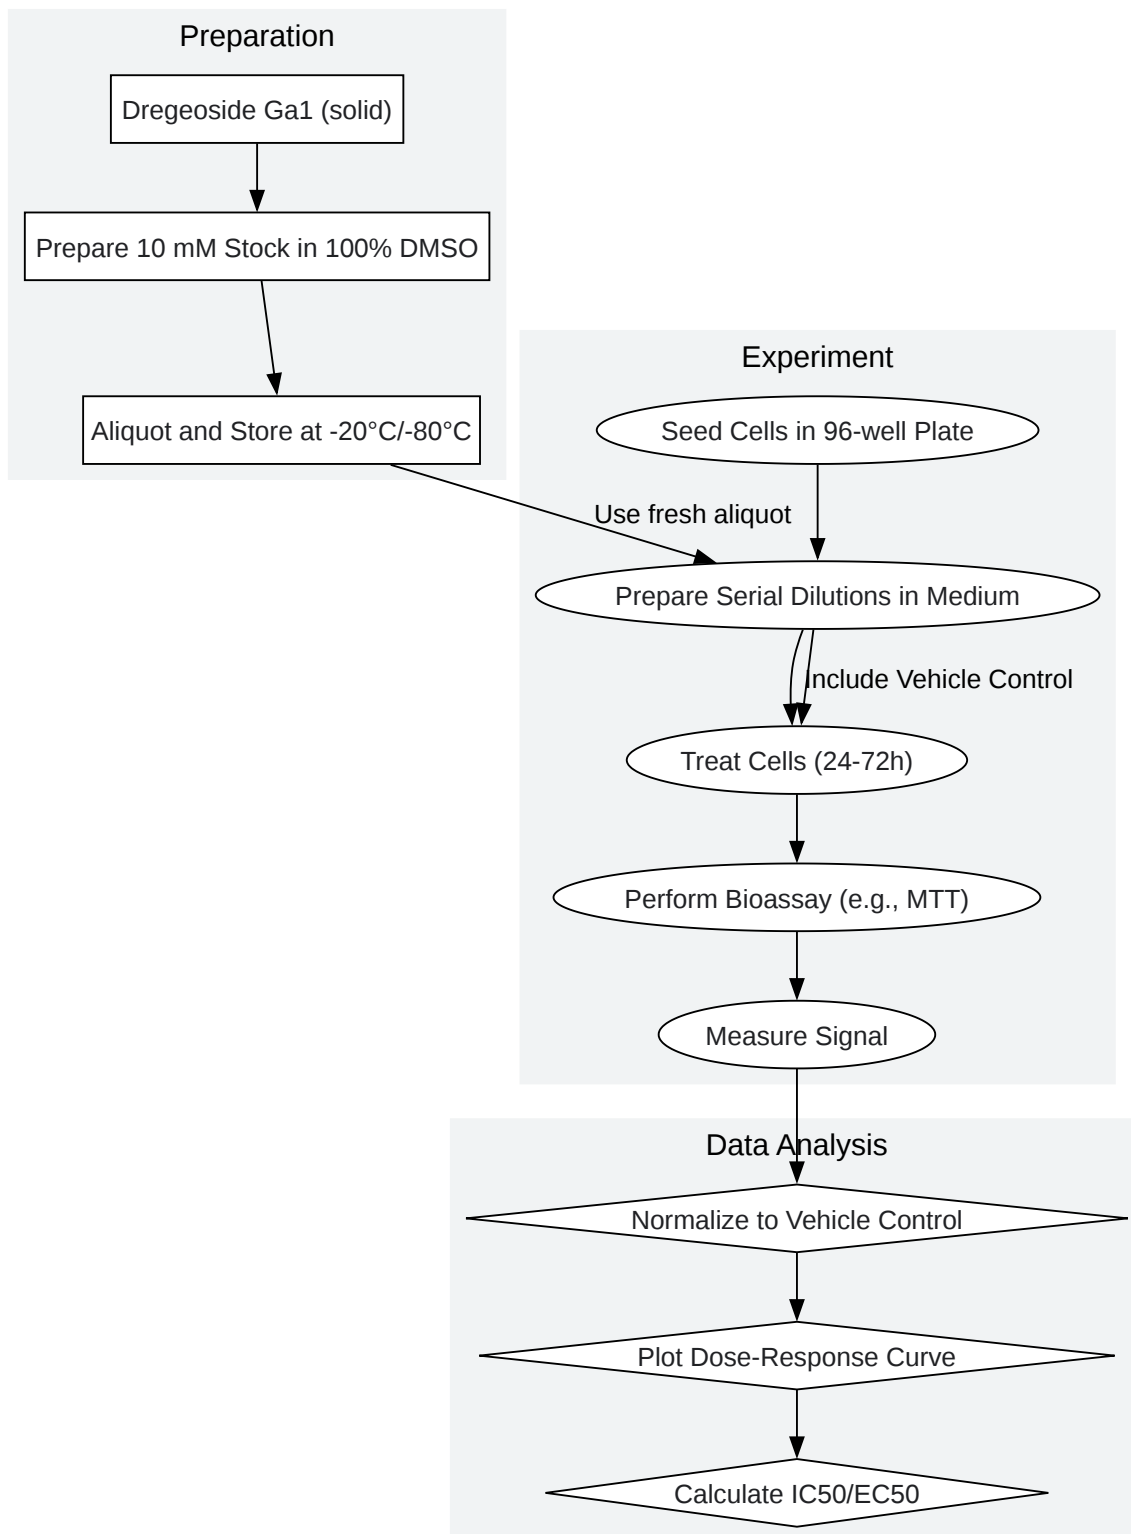 Preparation
Dregeoside Ga1 (solid)
Prepare 10 mM Stock in 100% DMSO
Aliquot and Store at -20°C/-80°C
Experiment
Seed Cells in 96-well Plate
Use fresh aliquot
Prepare Serial Dilutions in Medium
Include Vehicle Control
Treat Cells (24-72h)
Perform Bioassay (e.g., MTT)
Measure Signal
Data Analysis
Normalize to Vehicle Control
Plot Dose-Response Curve
Calculate IC50/EC50